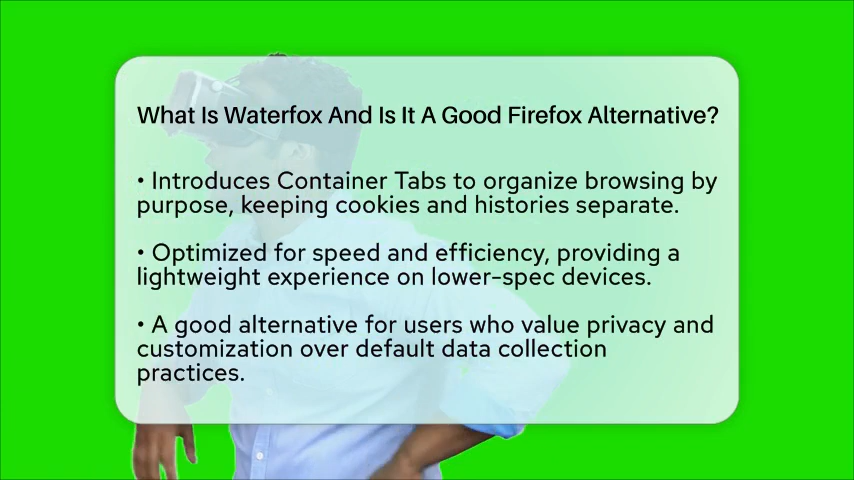 What Is Waterfox And Is It A Good Firefox Alternative?
• Introduces Container Tabs to organize browsing by
purpose, keeping cookies and histories separate.
• Optimized for speed and efficiency, providing a
lightweight experience on lower-spec devices.
• A good alternative for users who value privacy and
customization over default data collection
practices.